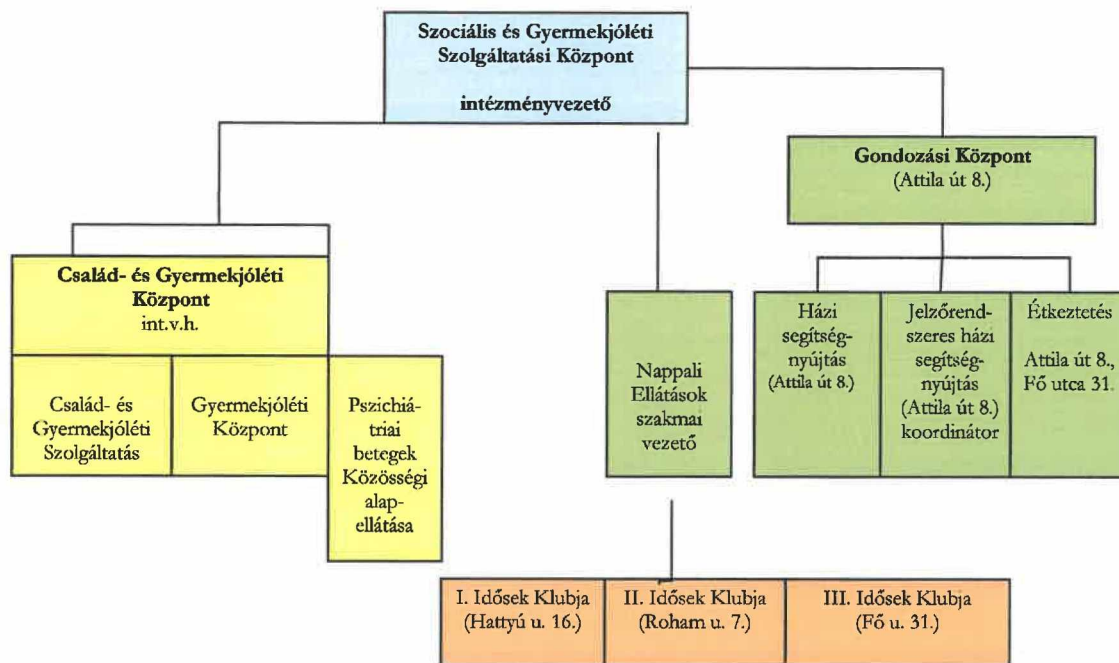 Szociális és Gyermekjóléti
Szolgáltatási Központ
intézményvezető
Gondozási Központ
(Attila út 8.)
Család- és Gyermekjóléti
Központ
int.v.h.
Család- és
Gyermekjóléti
Szolgáltatás
Gyermekjóléti
Központ
Pszichiá-
triai
betegek
Közösségi
alap-
ellátása
Nappali
Ellátások
szakmai
vezető
Házi
segítség-
nyújtás
(Attila út 8.)
Jelzőrend-
szeres házi
segítség-
nyújtás
(Attila út 8.)
koordinátor
Étkeztetés
Attila út 8.,
Fő utca 31.
I. Idősek Klubja
(Hattyú u. 16.)
II. Idősek Klubja
(Roham u. 7.)
III. Idősek Klubja
(Fő u. 31.)